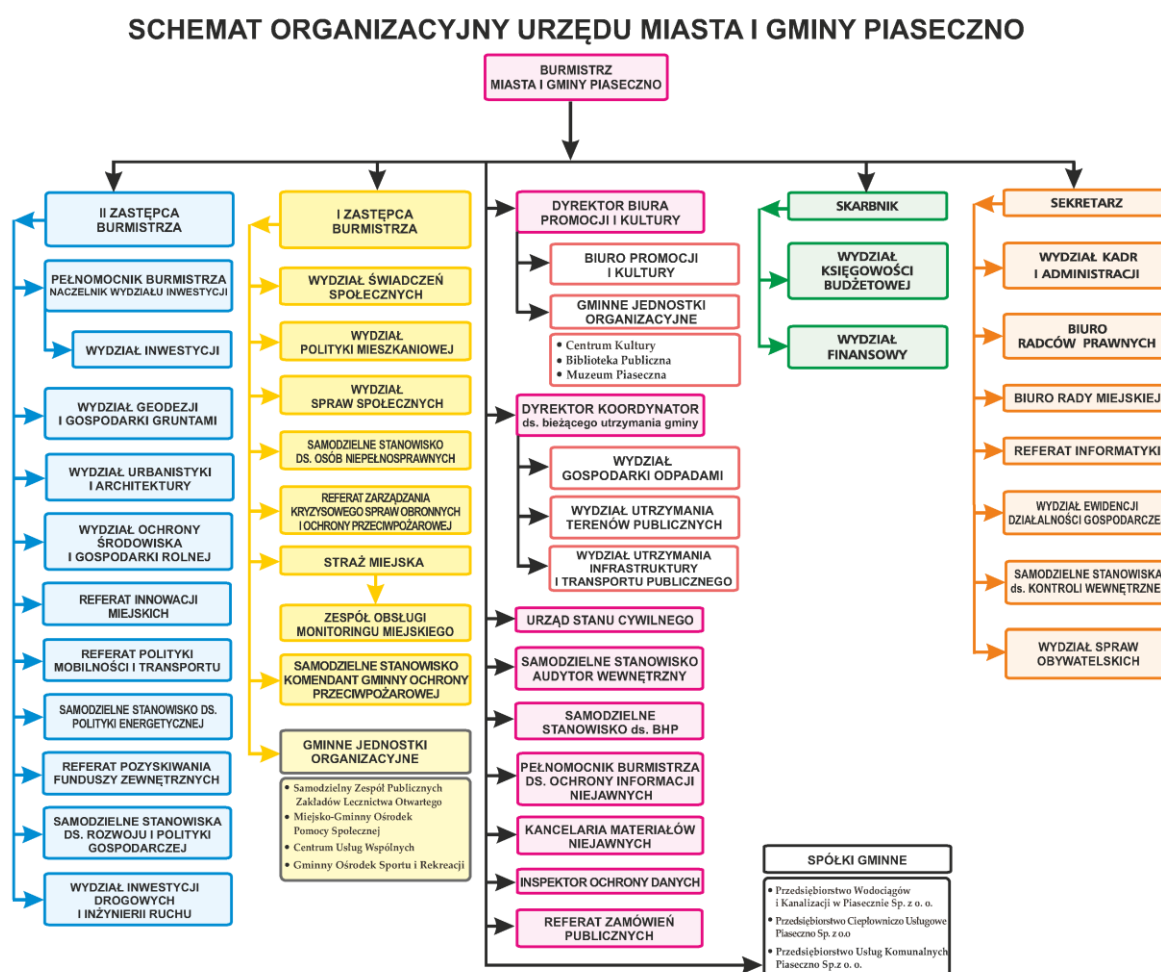 SCHEMAT ORGANIZACYJNY URZĘDU MIASTA I GMINY PIASECZNO
BURMISTRZ
MIASTA I GMINY PIASECZNO
II ZASTĘPCA
BURMISTRZA
PEŁNOMOCNIK BURMISTRZA
NACZELNIK WYDZIAŁU INWESTYCJI
WYDZIAŁ INWESTYCJI
WYDZIAŁ GEODEZJI
I GOSPODARKI GRUNTAMI
WYDZIAŁ URBANISTYKI
I ARCHITEKTURY
WYDZIAŁ OCHRONY
ŚRODOWISKA
I GOSPODARKI ROLNEJ
REFERAT INNOWACJI
MIEJSKICH
REFERAT POLITYKI
MOBILNOŚCI I TRANSPORTU
SAMODZIELNE STANOWISKO DS.
POLITYKI ENERGETYCZNEJ
REFERAT POZYSKIWANIA
FUNDUSZY ZEWNĘTRZNYCH
SAMODZIELNE STANOWISKA
DS. ROZWOJU I POLITYKI
GOSPODARCZEJ
WYDZIAŁ INWESTYCJI
DROGOWYCH
I INŻYNIERII RUCHU
I ZASTĘPCA
BURMISTRZA
WYDZIAŁ ŚWIADCZEŃ
SPOŁECZNYCH
WYDZIAŁ
POLITYKI MIESZKANIOWEJ
WYDZIAŁ
SPRAW SPOŁECZNYCH
SAMODZIELNE STANOWISKO
DS. OSÓB NIEPEŁNOSPRAWNYCH
REFERAT ZARZĄDZANIA
KRYZYSOWEGO SPRAW OBRONNYCH
I OCHRONY PRZECIWPOŻAROWEJ
STRAŻ MIEJSKA
ZESPÓŁ OBSŁUGI
MONITORINGU MIEJSKIEGO
SAMODZIELNE STANOWISKO
KOMENDANT GMINNY OCHRONY
PRZECIWPOŻAROWEJ
GMINNE JEDNOSTKI
ORGANIZACYJNE
• Samodzielny Zespół Publicznych
Zakładów Lecznictwa Otwartego
• Miejsko-Gminny Ośrodek
Pomocy Społecznej
• Centrum Usług Wspólnych
• Gminny Ośrodek Sportu i Rekreacji
DYREKTOR BIURA
PROMOCJI I KULTURY
BIURO PROMOCJI
I KULTURY
GMINNE JEDNOSTKI
ORGANIZACYJNE
• Centrum Kultury
• Biblioteka Publiczna
• Muzeum Piaseczna
DYREKTOR KOORDYNATOR
ds. bieżącego utrzymania gminy
WYDZIAŁ
GOSPODARKI ODPADAMI
WYDZIAŁ UTRZYMANIA
TERENÓW PUBLICZNYCH
WYDZIAŁ UTRZYMANIA
INFRASTRUKTURY
I TRANSPORTU PUBLICZNEGO
URZĄD STANU CYWILNEGO
SAMODZIELNE STANOWISKO
AUDYTOR WEWNĘTRZNY
SAMODZIELNE
STANOWISKO ds. BHP
PEŁNOMOCNIK BURMISTRZA
DS. OCHRONY INFORMACJI
NIEJAWNYCH
KANCELARIA MATERIAŁÓW
NIEJAWNYCH
INSPEKTOR OCHRONY DANYCH
REFERAT ZAMÓWIEŃ
PUBLICZNYCH
SKARBNIK
WYDZIAŁ
KSIĘGOWOŚCI
BUDŻETOWEJ
WYDZIAŁ
FINANSOWY
SPÓŁKI GMINNE
• Przedsiębiorstwo Wodociągów
i Kanalizacji w Piasecznie Sp. z o. o.
• Przedsiębiorstwo Ciepłowniczo Usługowe
Piaseczno Sp. z o.o
• Przedsiębiorstwo Usług Komunalnych
Piaseczno Sp.z o. o.
SEKRETARZ
WYDZIAŁ KADR
I ADMINISTRACJI
BIURO
RADCÓW PRAWNYCH
BIURO RADY MIEJSKIEJ
REFERAT INFORMATYKI
WYDZIAŁ EWIDENCJI
DZIAŁALNOŚCI GOSPODARCZE
SAMODZIELNE STANOWISKA
ds. KONTROLI WEWNĘTRZNE
WYDZIAŁ SPRAW
OBYWATELSKICH